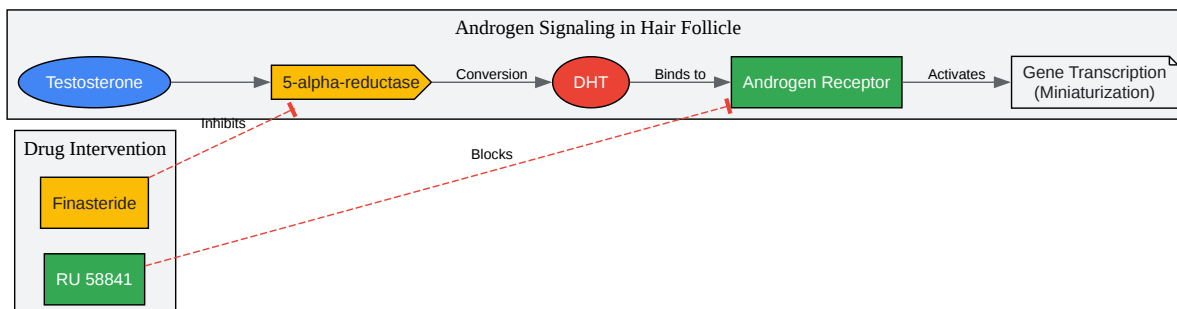 Androgen Signaling in Hair Follicle
Testosterone
5-alpha-reductase
Conversion
DHT
Binds to
Androgen Receptor
Activates
Gene Transcription
(Miniaturization)
Inhibits
Drug Intervention
Blocks
Finasteride
RU 58841